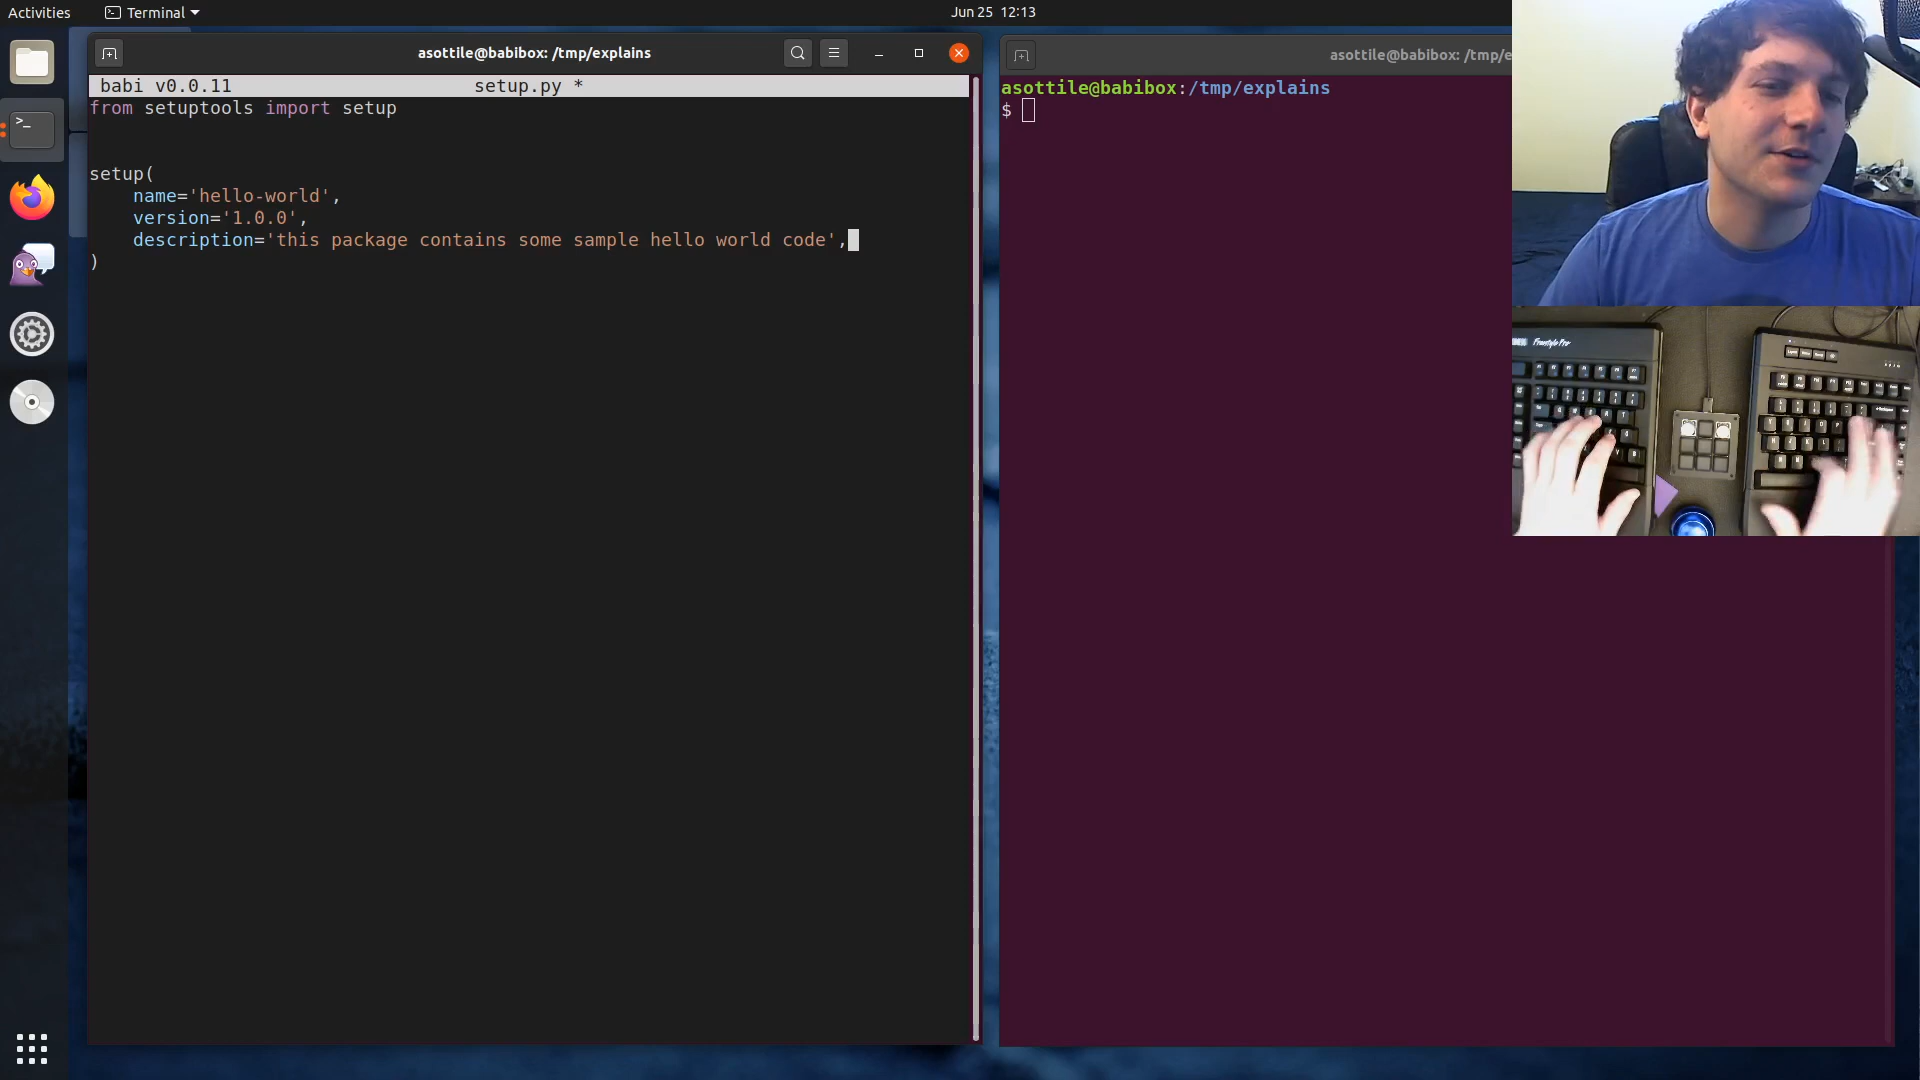 Activities
Terminal
Jun 25 12:13
asottile@babibox: /tmp/explains
babi v0.0.11 setup.py *
from setuptools import setup
setup(
name='hello-world',
version='1.0.0',
description='this package contains some sample hello world code',
)
asottile@babibox: /tmp/e
asottile@babibox:/tmp/explains
$
Freestyle Pro